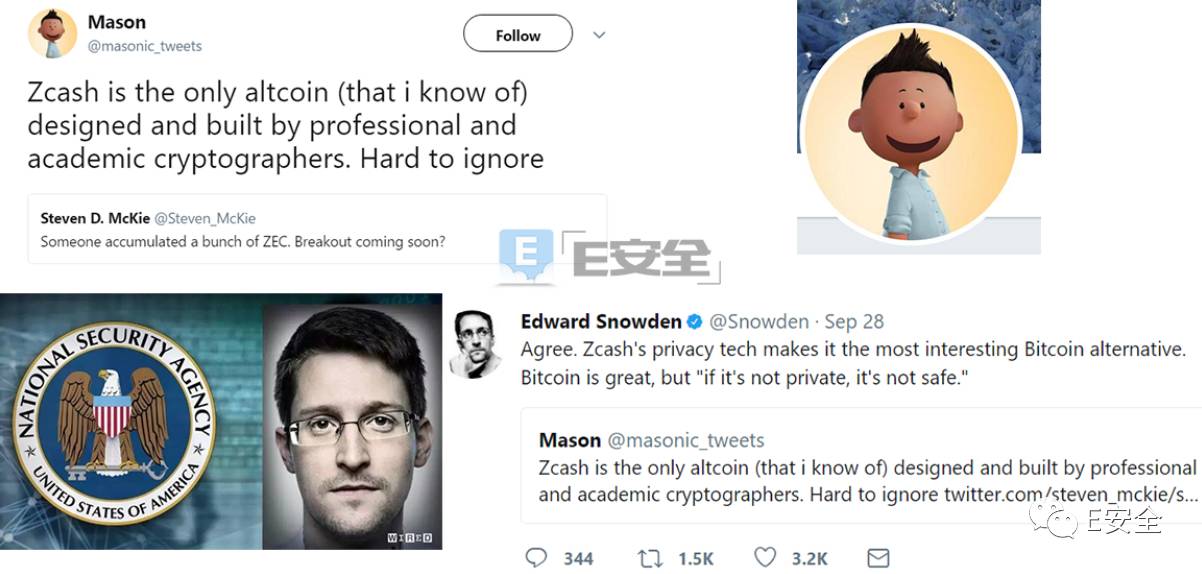 Mason
@masonic_tweets
Follow
Zcash is the only altcoin (that i know of)
designed and built by professional and
academic cryptographers. Hard to ignore
Steven D. McKie @Steven_McKie
Someone accumulated a bunch of ZEC. Breakout coming soon?
E E安全
NATIONAL SECURITY AGENCY
UNITED STATES OF AMERICA
WIRED
Edward Snowden @Snowden · Sep 28
Agree. Zcash's privacy tech makes it the most interesting Bitcoin alternative.
Bitcoin is great, but "if it's not private, it's not safe."
Mason @masonic_tweets
Zcash is the only altcoin (that i know of) designed and built by professional
and academic cryptographers. Hard to ignore twitter.com/steven_mckie/s...
E安全
344 1.5K 3.2K